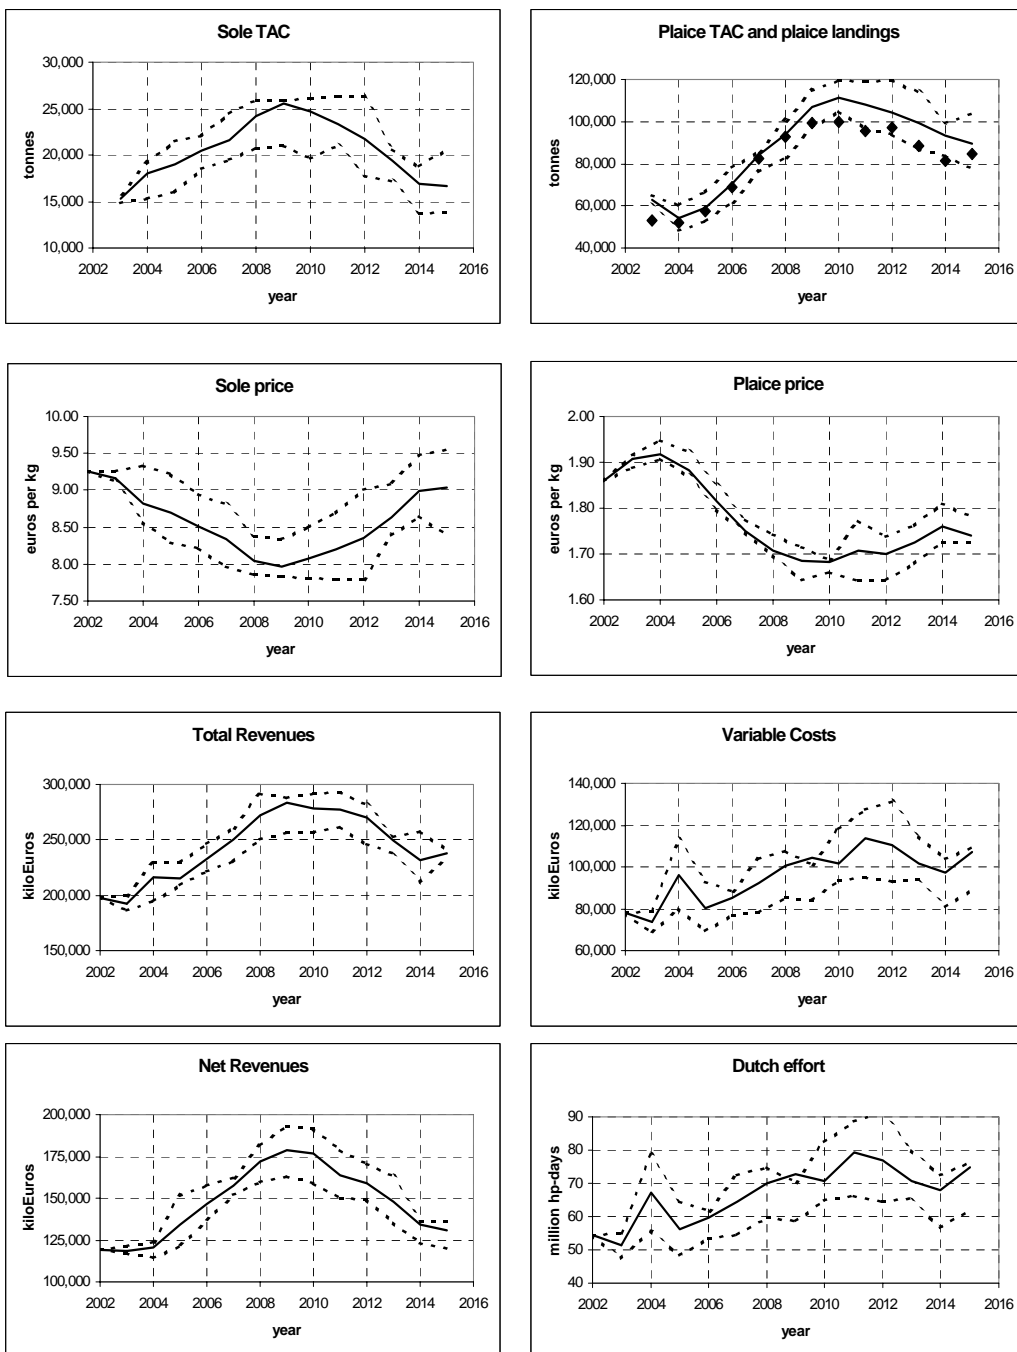 Sole TAC
30,000
25,000
20,000
15,000
10,000
tonnes
2002 2004 2006 2008 2010 2012 2014 2016
year
Plaice TAC and plaice landings
120,000
100,000
80,000
60,000
40,000
tonnes
2002 2004 2006 2008 2010 2012 2014 2016
year
Sole price
10.00
9.50
9.00
8.50
8.00
7.50
euros per kg
2002 2004 2006 2008 2010 2012 2014 2016
year
Plaice price
2.00
1.90
1.80
1.70
1.60
euros per kg
2002 2004 2006 2008 2010 2012 2014 2016
year
Total Revenues
300,000
250,000
200,000
150,000
kiloEuros
2002 2004 2006 2008 2010 2012 2014 2016
year
Variable Costs
140,000
120,000
100,000
80,000
60,000
kiloEuros
2002 2004 2006 2008 2010 2012 2014 2016
year
Net Revenues
200,000
175,000
150,000
125,000
100,000
kiloEuros
2002 2004 2006 2008 2010 2012 2014 2016
year
Dutch effort
90
80
70
60
50
40
million hp-days
2002 2004 2006 2008 2010 2012 2014 2016
year